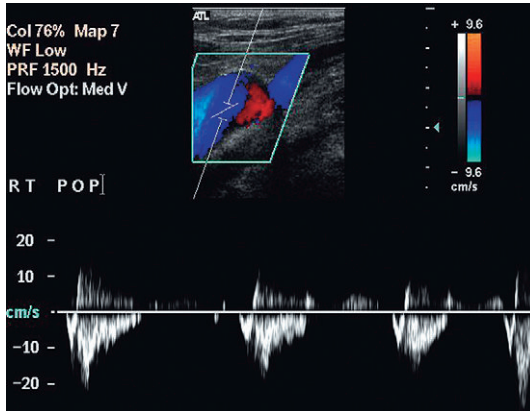 Col 76% Map 7
WF Low
PRF 1500 Hz
Flow Opt: Med V
ATL
+ 9.6
- 9.6
cm/s
RT POP
20
10
cm/s
-10
-20